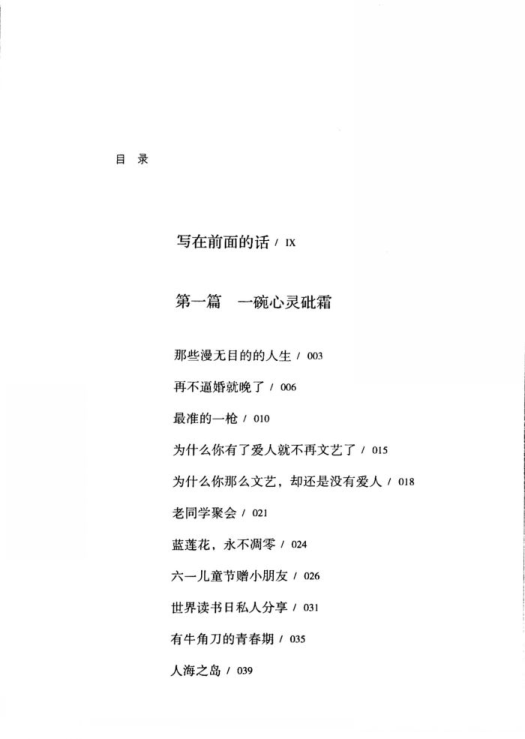 目 录
写在前面的话 / IX
第一篇 一碗心灵砒霜
那些漫无目的的人生 / 003
再不逼婚就晚了 / 006
最准的一枪 / 010
为什么你有了爱人就不再文艺了 / 015
为什么你那么文艺，却还是没有爱人 / 018
老同学聚会 / 021
蓝莲花，永不凋零 / 024
六一儿童节赠小朋友 / 026
世界读书日私人分享 / 031
有牛角刀的青春期 / 035
人海之岛 / 039